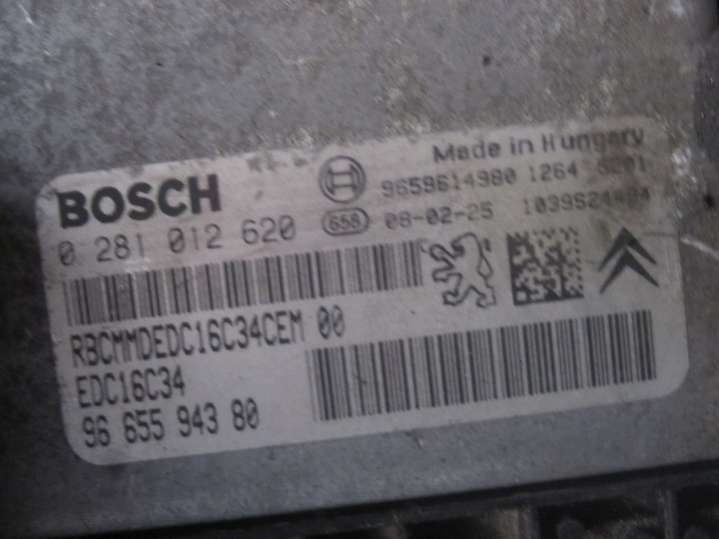 BOSCH
Made in Hungary
9659614980 1264
0 281 012 620
656 08-02-25
RBCMMDEDC16C34CEM 00
EDC16C34
96 655 943 80